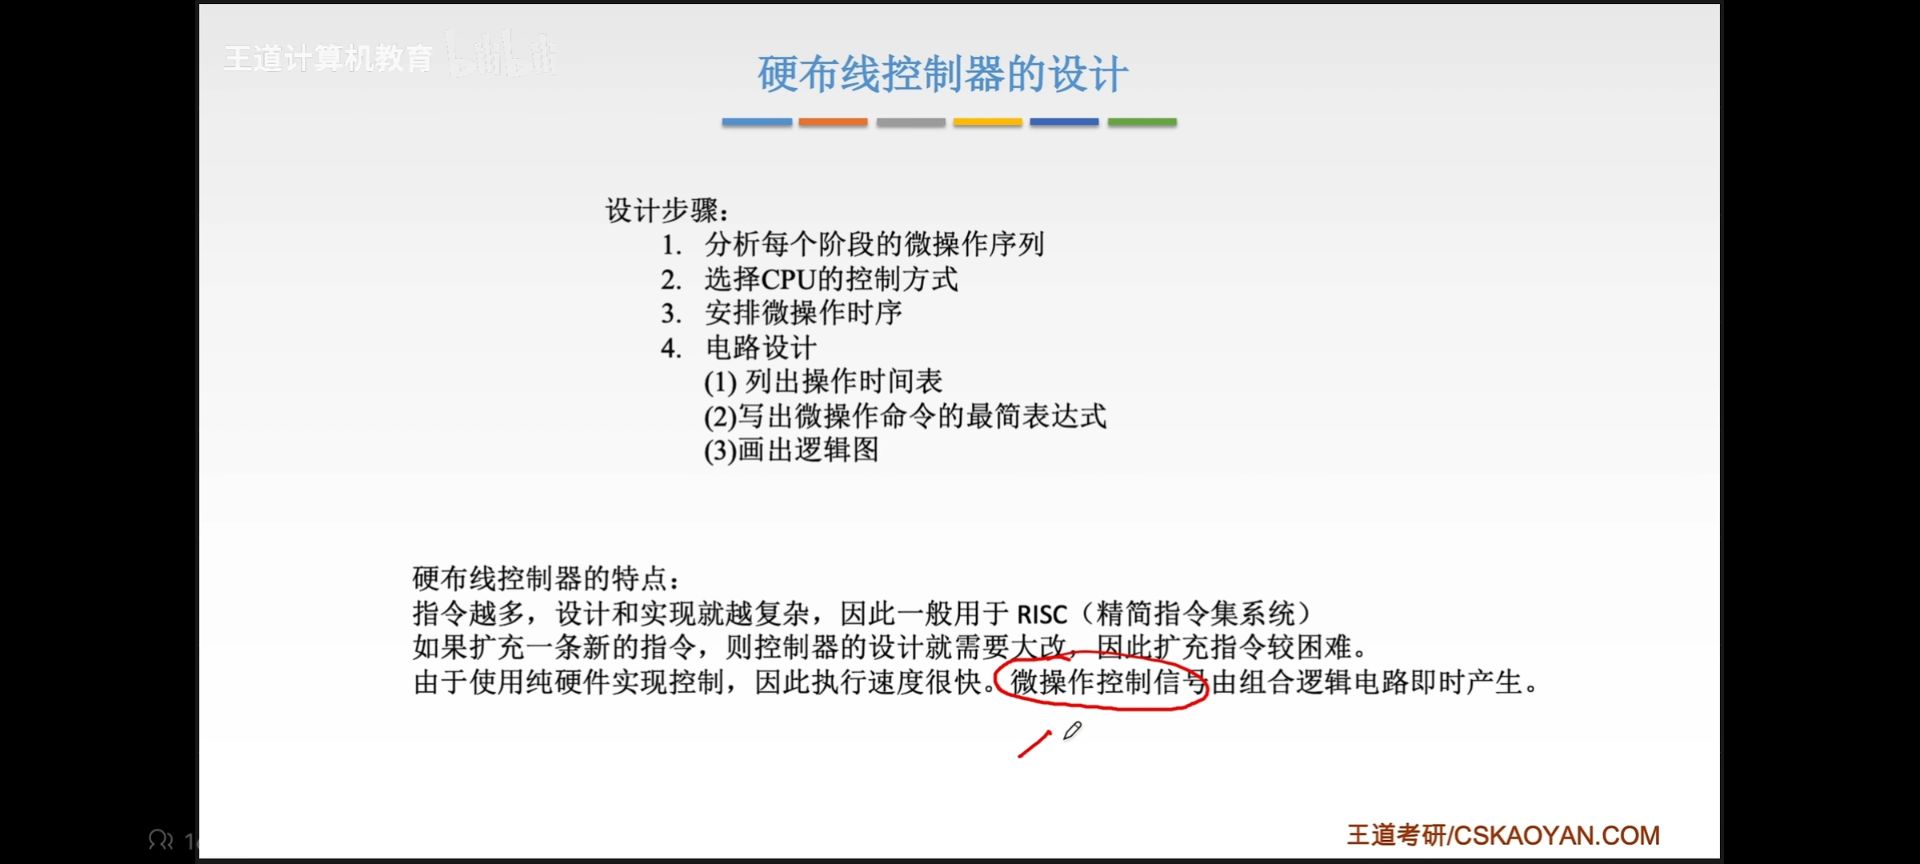 王道计算机教育 bilibili
硬布线控制器的设计
设计步骤：
1. 分析每个阶段的微操作序列
2. 选择CPU的控制方式
3. 安排微操作时序
4. 电路设计
(1) 列出操作时间表
(2)写出微操作命令的最简表达式
(3)画出逻辑图
硬布线控制器的特点：
指令越多，设计和实现就越复杂，因此一般用于 RISC（精简指令集系统）
如果扩充一条新的指令，则控制器的设计就需要大改，因此扩充指令较困难。
由于使用纯硬件实现控制，因此执行速度很快。微操作控制信号由组合逻辑电路即时产生。
王道考研/CSKAOYAN.COM